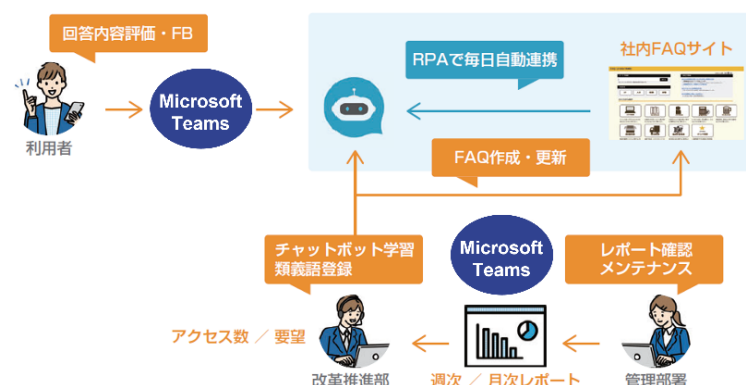 回答内容評価・FB
利用者
Microsoft
Teams
RPAで毎日自動連携
社内FAQサイト
FAQ作成・更新
チャットボット学習
類義語登録
Microsoft
Teams
レポート確認
メンテナンス
アクセス数 ／ 要望
改革推進部
週次 ／ 月次レポート
管理部署